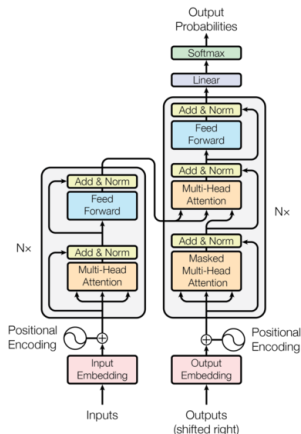 Output
Probabilities
Softmax
Linear
Add & Norm
Feed
Forward
Add & Norm
Multi-Head
Attention
Add & Norm
Masked
Multi-Head
Attention
N×
Add & Norm
Feed
Forward
Add & Norm
Multi-Head
Attention
N×
Positional
Encoding
Positional
Encoding
Input
Embedding
Output
Embedding
Inputs
Outputs
(shifted right)